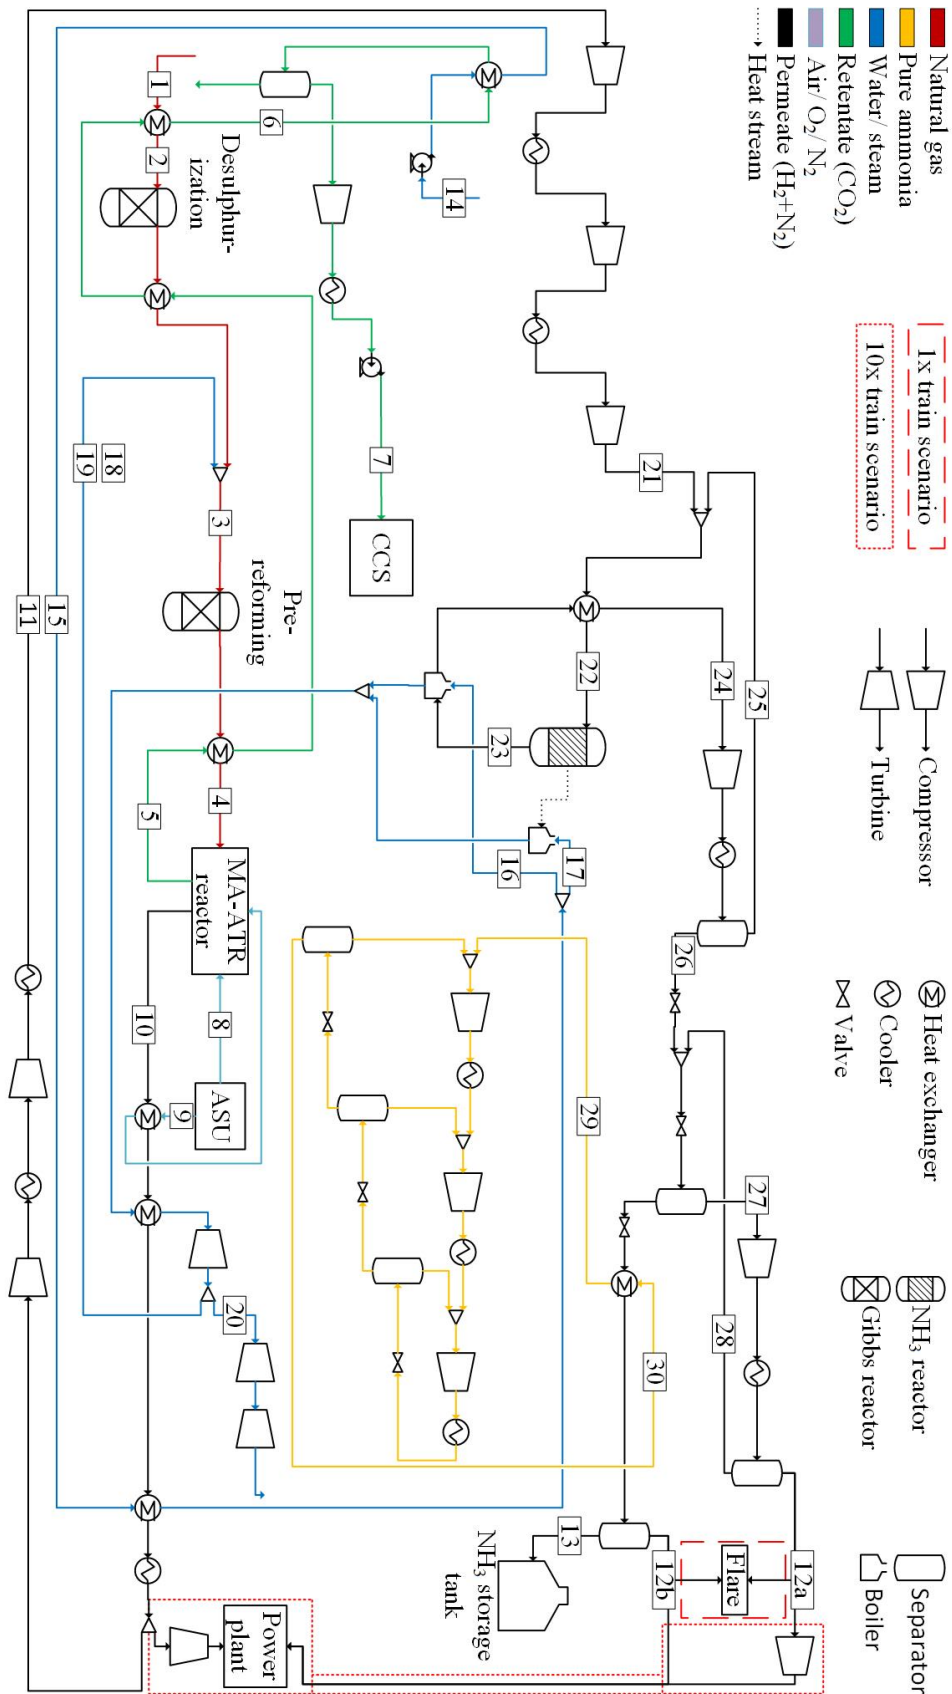 Natural gas
Pure ammonia
Water/ steam
Retentate (CO₂)
Air/ O₂/ N₂
Permeate (H₂+N₂)
Heat stream
1x train scenario
10x train scenario
Compressor
Turbine
Heat exchanger
Cooler
Valve
NH₃ reactor
Gibbs reactor
Separator
Boiler
1
2
3
4
5
6
7
8
9
10
11
12a
12b
13
14
15
16
17
18
19
20
21
22
23
24
25
26
27
28
29
30
Desulphur-
ization
Pre-
reforming
CCS
MA-ATR
reactor
ASU
NH₃ storage
tank
Flare
Power
plant